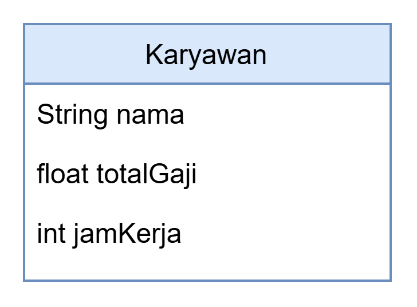 Karyawan
String nama
float totalGaji
int jamKerja